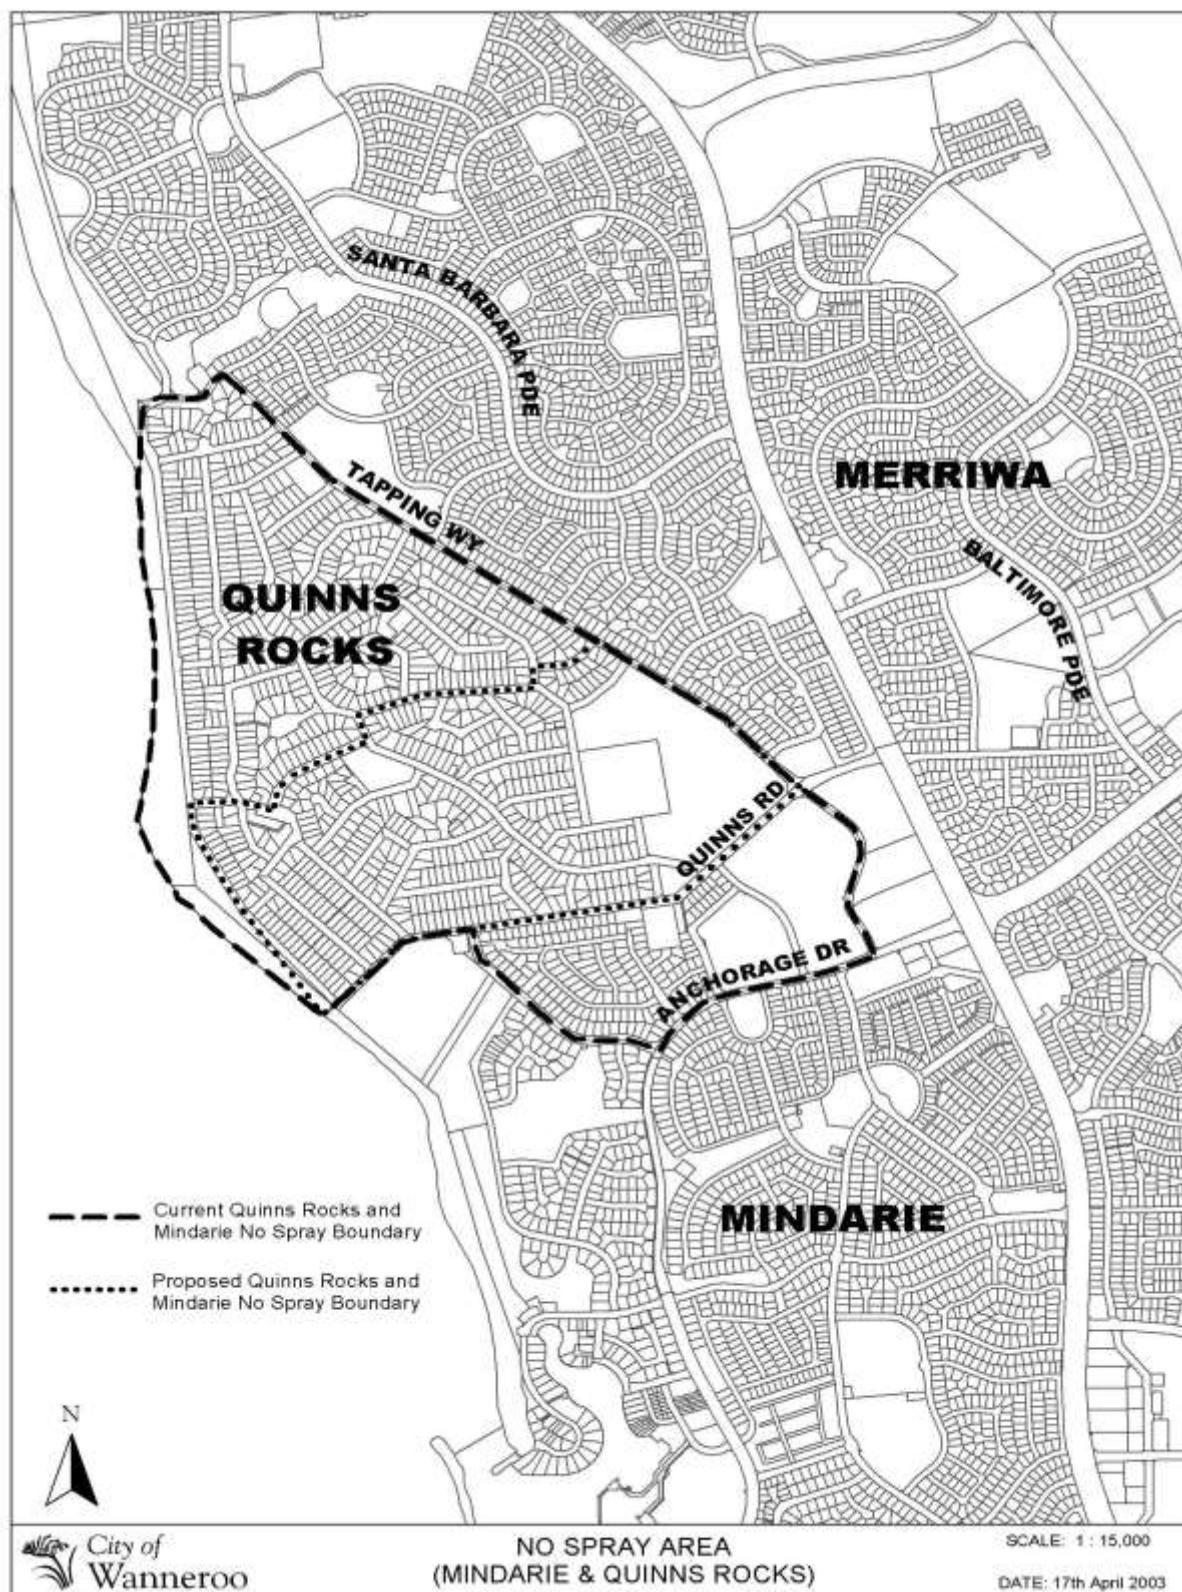 SANTA BARBARA PDE
MERRIWA
TAPPING WY
BALTIMORE PDE
QUINNS
ROCKS
QUINNS RD
ANCHORAGE DR
MINDARIE
Current Quinns Rocks and
Mindarie No Spray Boundary
Proposed Quinns Rocks and
Mindarie No Spray Boundary
N
City of
Wanneroo
NO SPRAY AREA
(MINDARIE & QUINNS ROCKS)
SCALE: 1 : 15,000
DATE: 17th April 2003